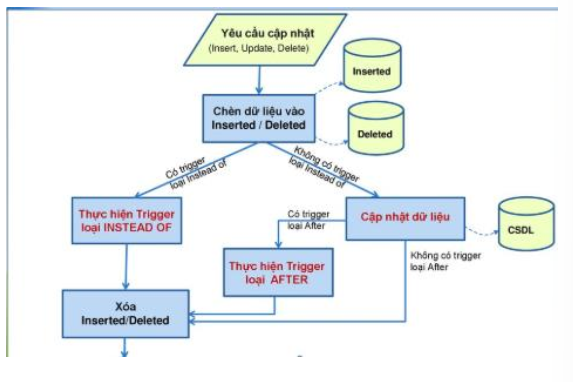 Yêu cầu cập nhật
(Insert, Update, Delete)
Inserted
Chèn dữ liệu vào
Inserted / Deleted
Deleted
Có trigger
loại Instead of
Không có trigger
loại Instead of
Thực hiện Trigger
loại INSTEAD OF
Có trigger
loại After
Cập nhật dữ liệu
CSDL
Không có trigger
loại After
Thực hiện Trigger
loại AFTER
Xóa
Inserted/Deleted